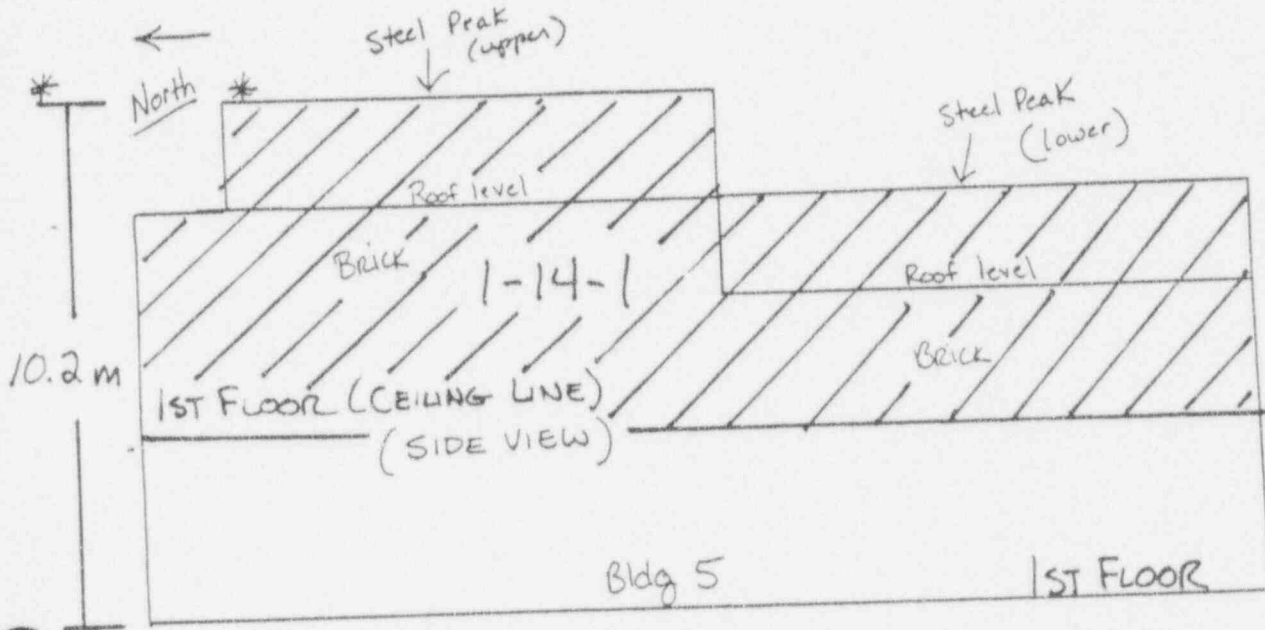 Steel Peak
(upper)
* North *
Steel Peak
(lower)
Roof level
Roof level
BRICK
1-14-1
BRICK
10.2 m
1ST FLOOR (CEILING LINE)
(SIDE VIEW)
Bldg 5
1ST FLOOR